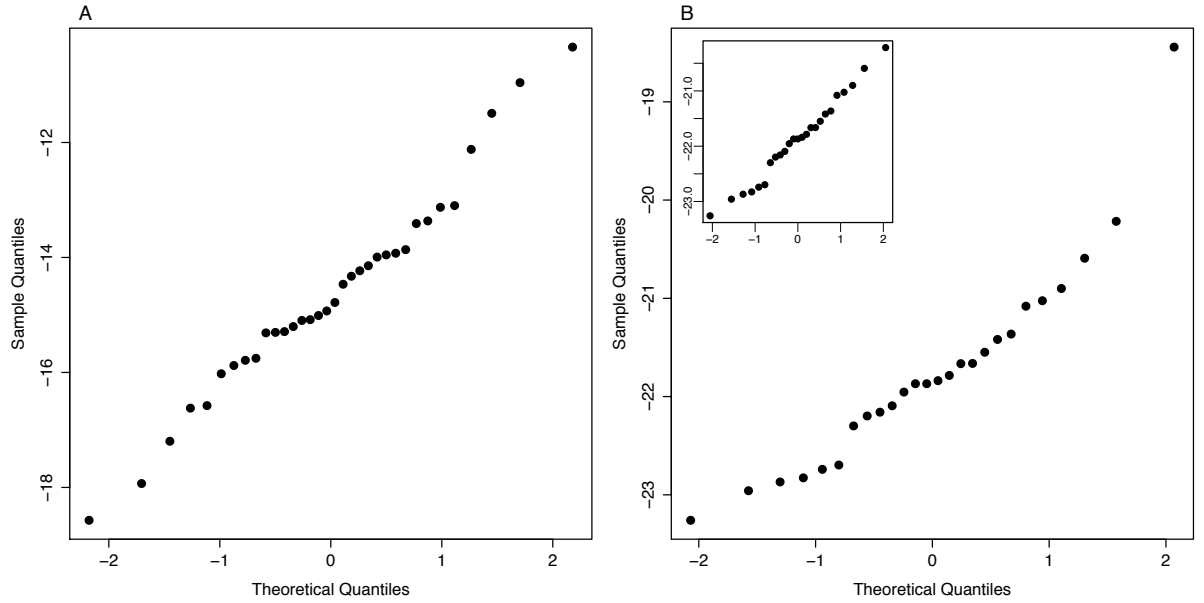 A
−12
−14
−16
−18
Sample Quantiles
−2 −1 0 1 2
Theoretical Quantiles
B
−19
−20
−21
−22
−23
Sample Quantiles
−2 −1 0 1 2
Theoretical Quantiles
−21.0
−22.0
−23.0
−2 −1 0 1 2